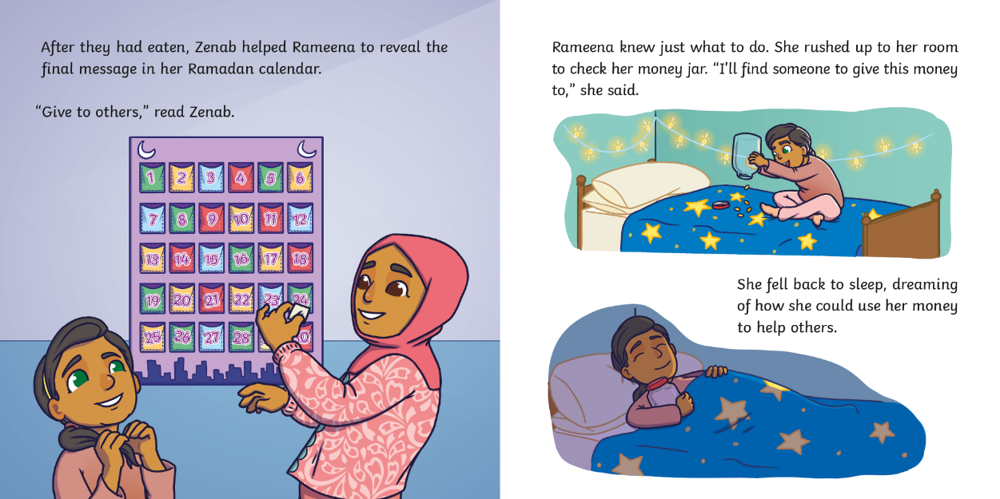 After they had eaten, Zenab helped Rameena to reveal the
final message in her Ramadan calendar.
“Give to others,” read Zenab.
1 2 3 4 5 6
7 8 9 10 11 12
13 14 15 16 17 18
19 20 21 22 23 24
25 26 27 28
Rameena knew just what to do. She rushed up to her room
to check her money jar. “I’ll find someone to give this money
to,” she said.
She fell back to sleep, dreaming
of how she could use her money
to help others.